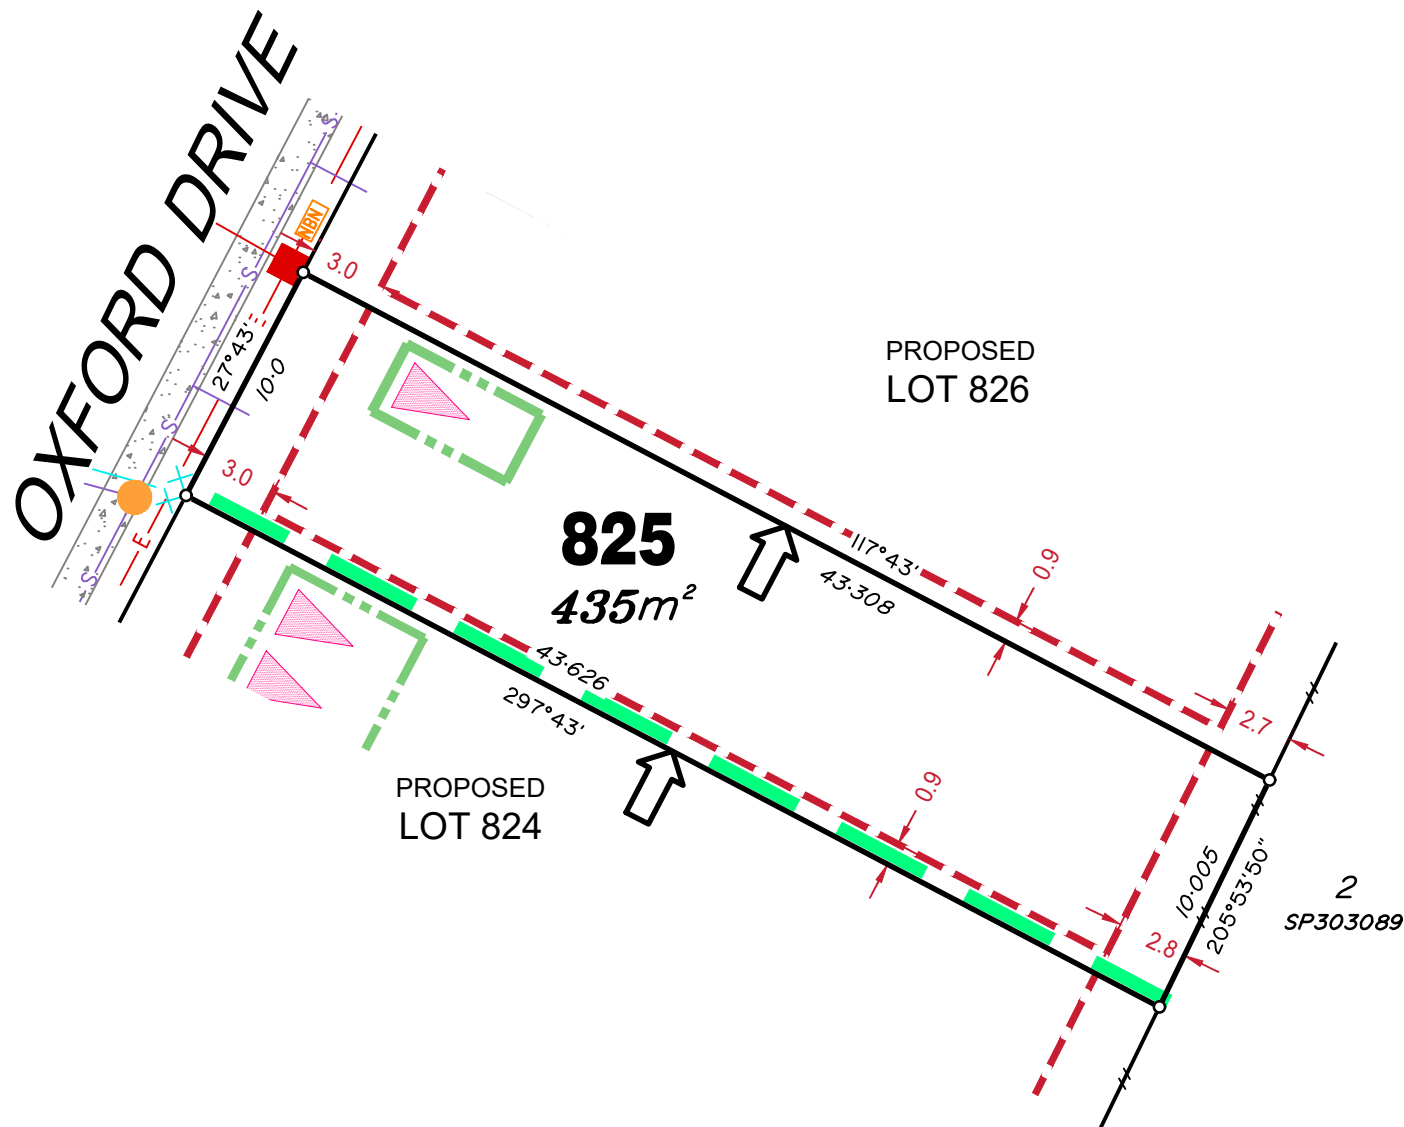 OXFORD DRIVE
S
NBN
3.0
S
E
27°43'
10·0
PROPOSED
LOT 826
S
3.0
E
S
825
435m²
117°43'
43·308
0.9
43·626
297°43'
2.7
PROPOSED
LOT 824
0.9
10·005
205°53'50"
2
SP303089
2.8